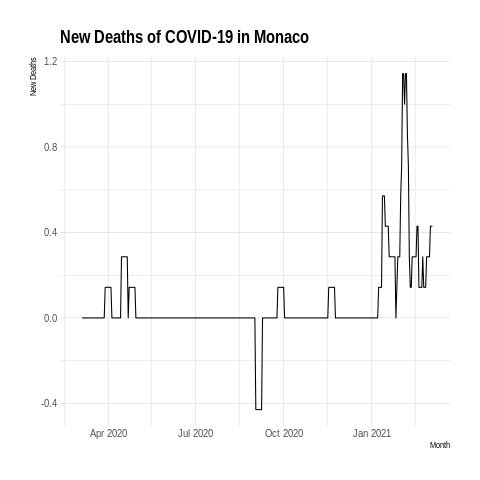 New Deaths of COVID-19 in Monaco
New Deaths
1.2
0.8
0.4
0.0
-0.4
Apr 2020 Jul 2020 Oct 2020 Jan 2021
Month